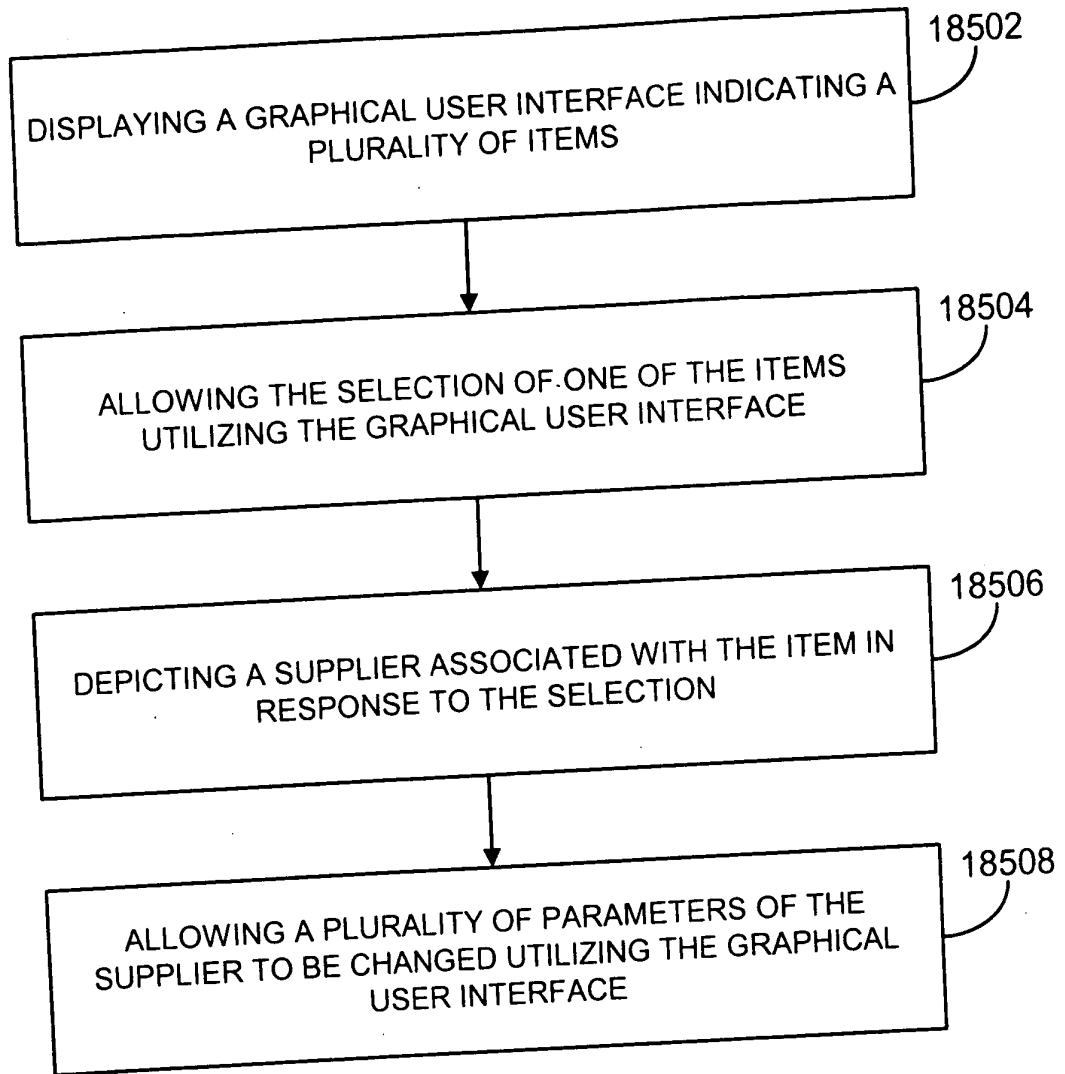 18502
DISPLAYING A GRAPHICAL USER INTERFACE INDICATING A
PLURALITY OF ITEMS
18504
ALLOWING THE SELECTION OF ONE OF THE ITEMS
UTILIZING THE GRAPHICAL USER INTERFACE
18506
DEPICTING A SUPPLIER ASSOCIATED WITH THE ITEM IN
RESPONSE TO THE SELECTION
18508
ALLOWING A PLURALITY OF PARAMETERS OF THE
SUPPLIER TO BE CHANGED UTILIZING THE GRAPHICAL
USER INTERFACE